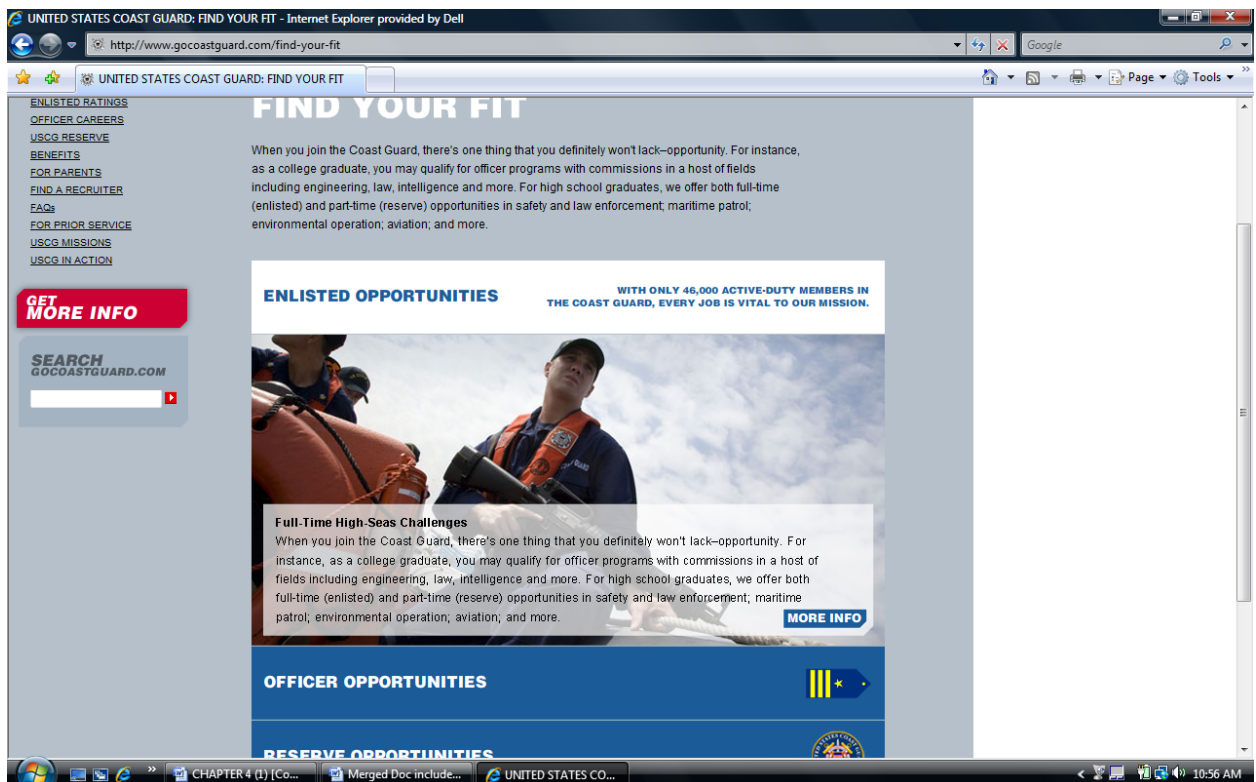 UNITED STATES COAST GUARD: FIND YOUR FIT - Internet Explorer provided by Dell
http://www.gocoastguard.com/find-your-fit
Google
UNITED STATES COAST GUARD: FIND YOUR FIT
Page
Tools
ENLISTED RATINGS
OFFICER CAREERS
USCG RESERVE
BENEFITS
FOR PARENTS
FIND A RECRUITER
FAQs
FOR PRIOR SERVICE
USCG MISSIONS
USCG IN ACTION
GET
MORE INFO
SEARCH
GOCOASTGUARD.COM
FIND YOUR FIT
When you join the Coast Guard, there's one thing that you definitely won't lack–opportunity. For instance,
as a college graduate, you may qualify for officer programs with commissions in a host of fields
including engineering, law, intelligence and more. For high school graduates, we offer both full-time
(enlisted) and part-time (reserve) opportunities in safety and law enforcement; maritime patrol;
environmental operation; aviation; and more.
ENLISTED OPPORTUNITIES
WITH ONLY 46,000 ACTIVE-DUTY MEMBERS IN
THE COAST GUARD, EVERY JOB IS VITAL TO OUR MISSION.
Full-Time High-Seas Challenges
When you join the Coast Guard, there's one thing that you definitely won't lack–opportunity. For
instance, as a college graduate, you may qualify for officer programs with commissions in a host of
fields including engineering, law, intelligence and more. For high school graduates, we offer both
full-time (enlisted) and part-time (reserve) opportunities in safety and law enforcement; maritime
patrol; environmental operation; aviation; and more.
MORE INFO
OFFICER OPPORTUNITIES
RESERVE OPPORTUNITIES
CHAPTER 4 (1) [Co...
Merged Doc include...
UNITED STATES CO...
10:56 AM